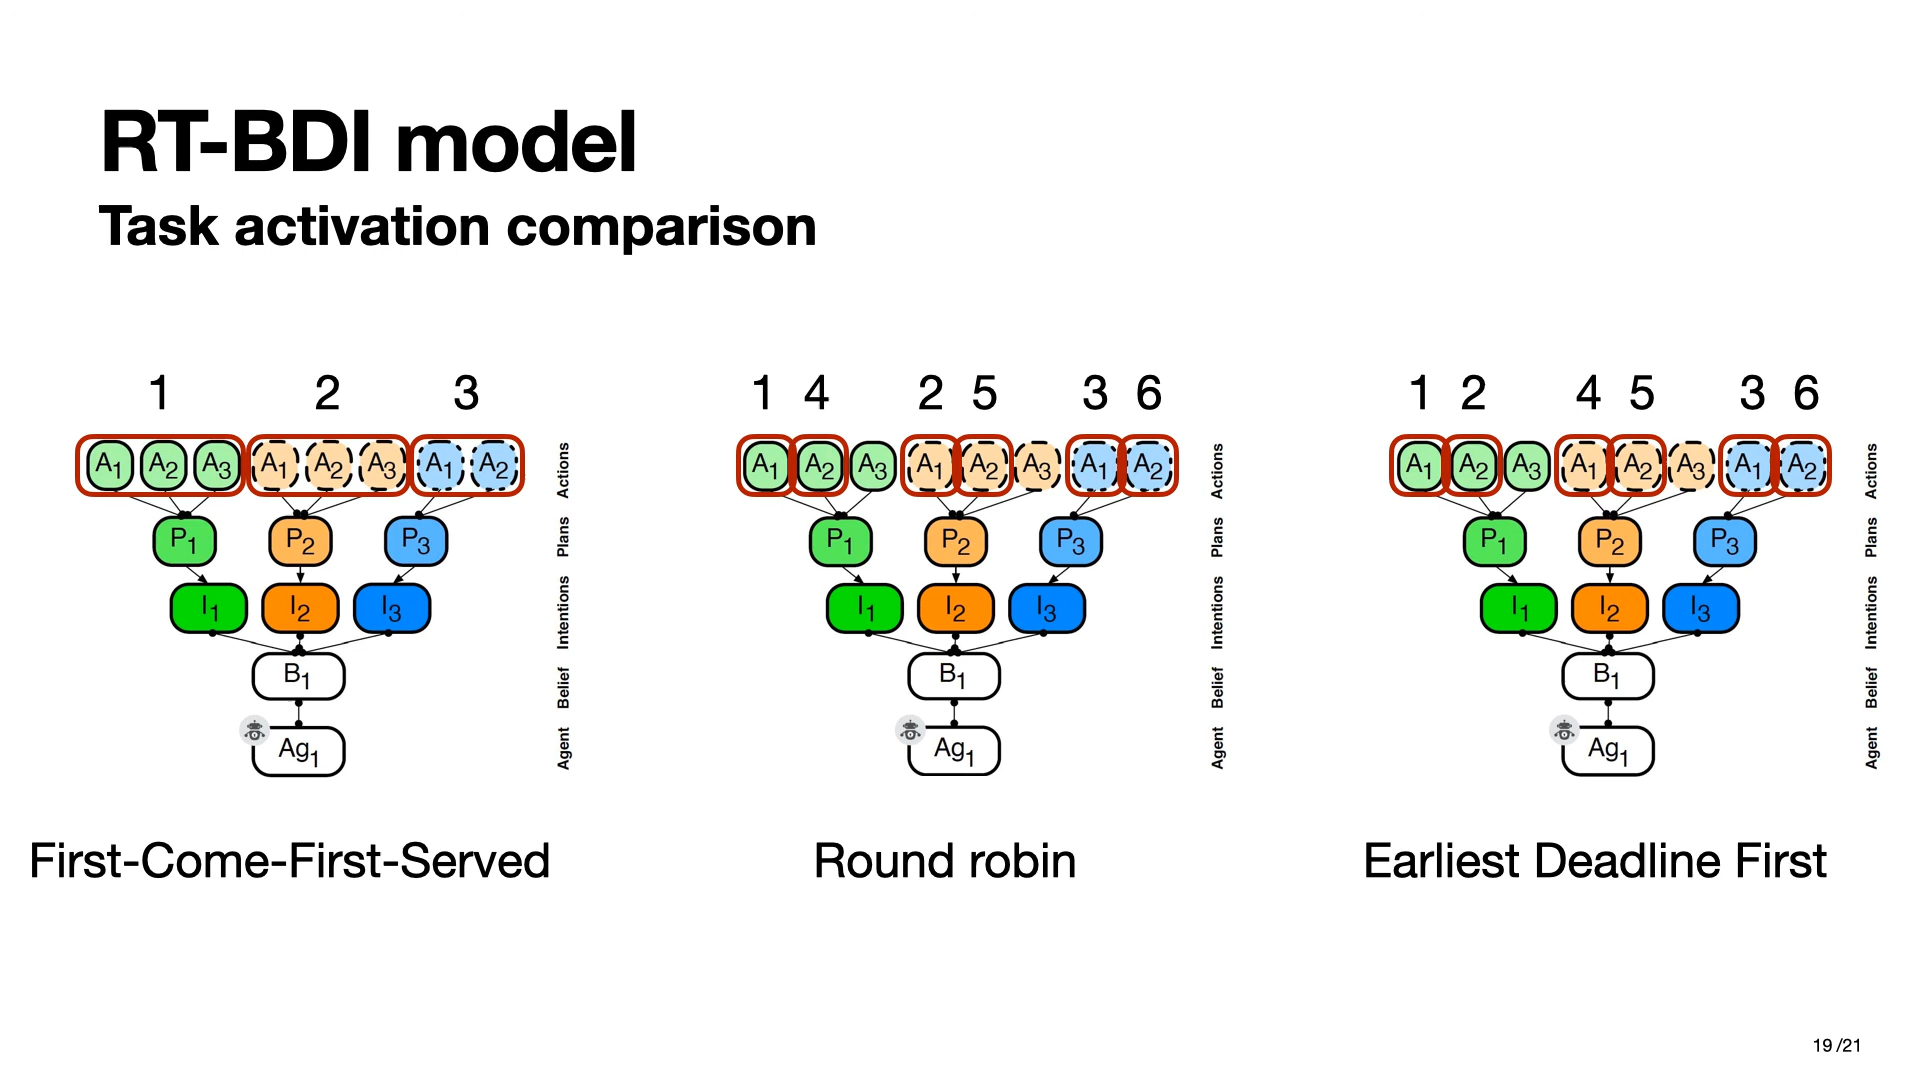 RT-BDI model
Task activation comparison
1 2 3
A1 A2 A3 A1 A2 A3 A1 A2
P1 P2 P3
I1 I2 I3
B1
Ag1
Actions
Plans
Intentions
Belief
Agent
First-Come-First-Served
1 4 2 5 3 6
A1 A2 A3 A1 A2 A3 A1 A2
P1 P2 P3
I1 I2 I3
B1
Ag1
Actions
Plans
Intentions
Belief
Agent
Round robin
1 2 4 5 3 6
A1 A2 A3 A1 A2 A3 A1 A2
P1 P2 P3
I1 I2 I3
B1
Ag1
Actions
Plans
Intentions
Belief
Agent
Earliest Deadline First
19 /21